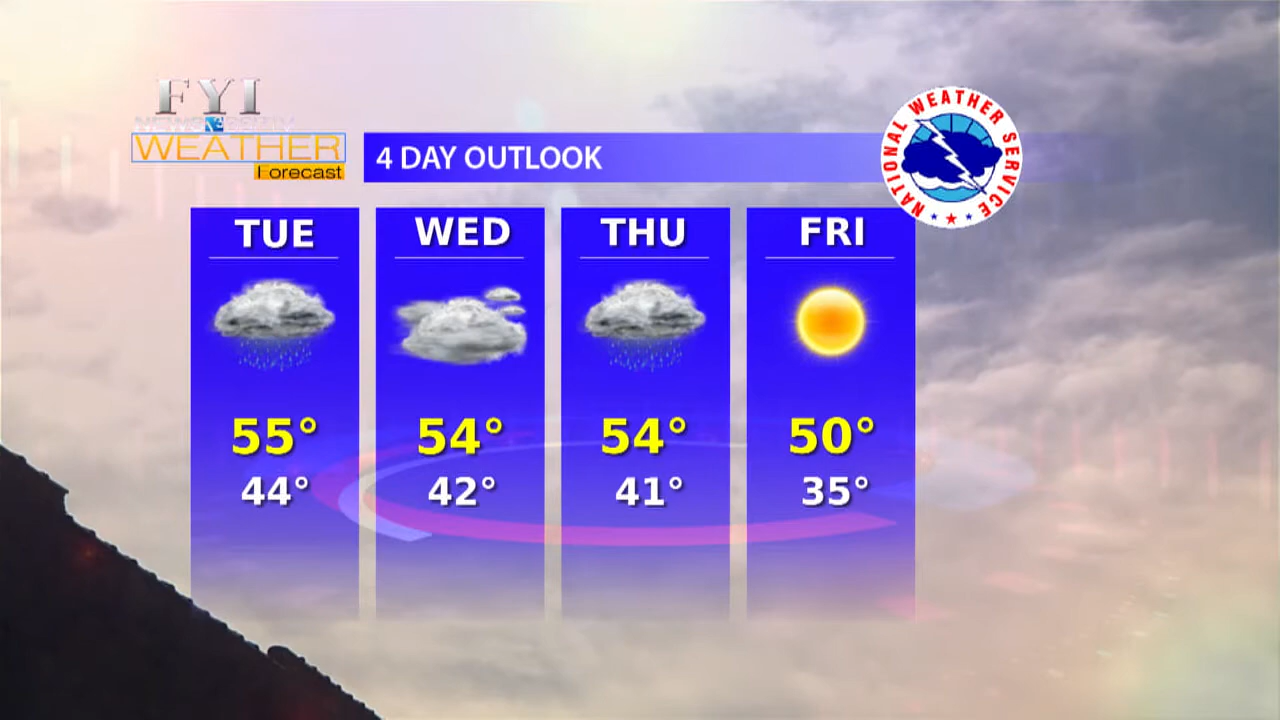 FYI
WEATHER
Forecast
4 DAY OUTLOOK
NATIONAL WEATHER SERVICE
TUE WED THU FRI
55° 54° 54° 50°
44° 42° 41° 35°